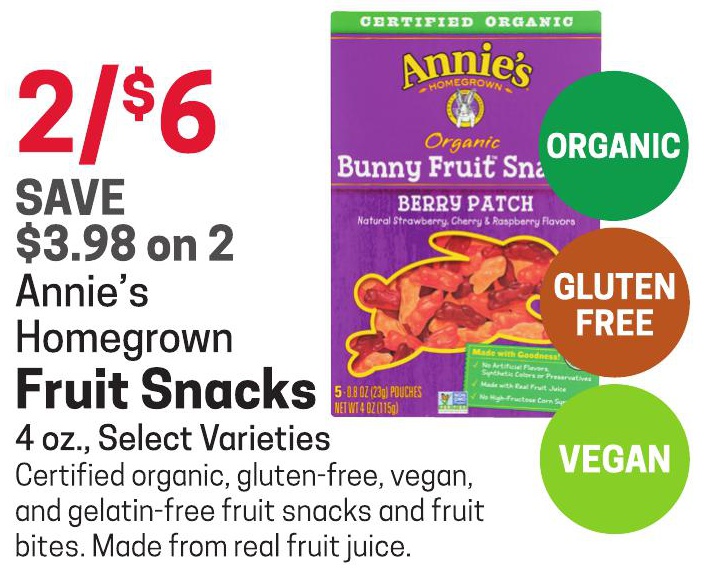 2/$6
SAVE
$3.98 on 2
Annie's
Homegrown
Fruit Snacks
4 oz., Select Varieties
Certified organic, gluten-free, vegan,
and gelatin-free fruit snacks and fruit
bites. Made from real fruit juice.
CERTIFIED ORGANIC
Annie's
HOMEGROWN
Organic
Bunny Fruit Sna
BERRY PATCH
Natural Strawberry, Cherry & Raspberry Flavors
Made with Goodness!
No Artificial Flavors,
Synthetic Colors or Preservatives
Made with Real Fruit Juice
No High-Fructose Corn
5 - 0.8 OZ (23g) POUCHES
NET WT 4 OZ (115g)
ORGANIC
GLUTEN
FREE
VEGAN